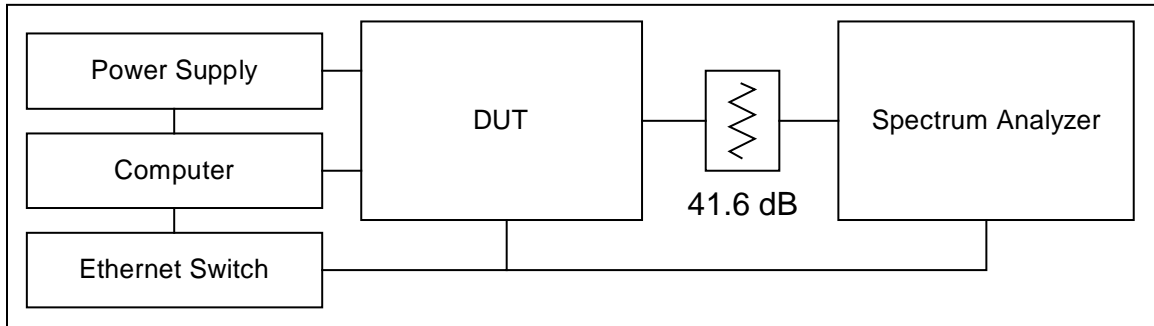 Power Supply
Computer
Ethernet Switch
DUT
41.6 dB
Spectrum Analyzer